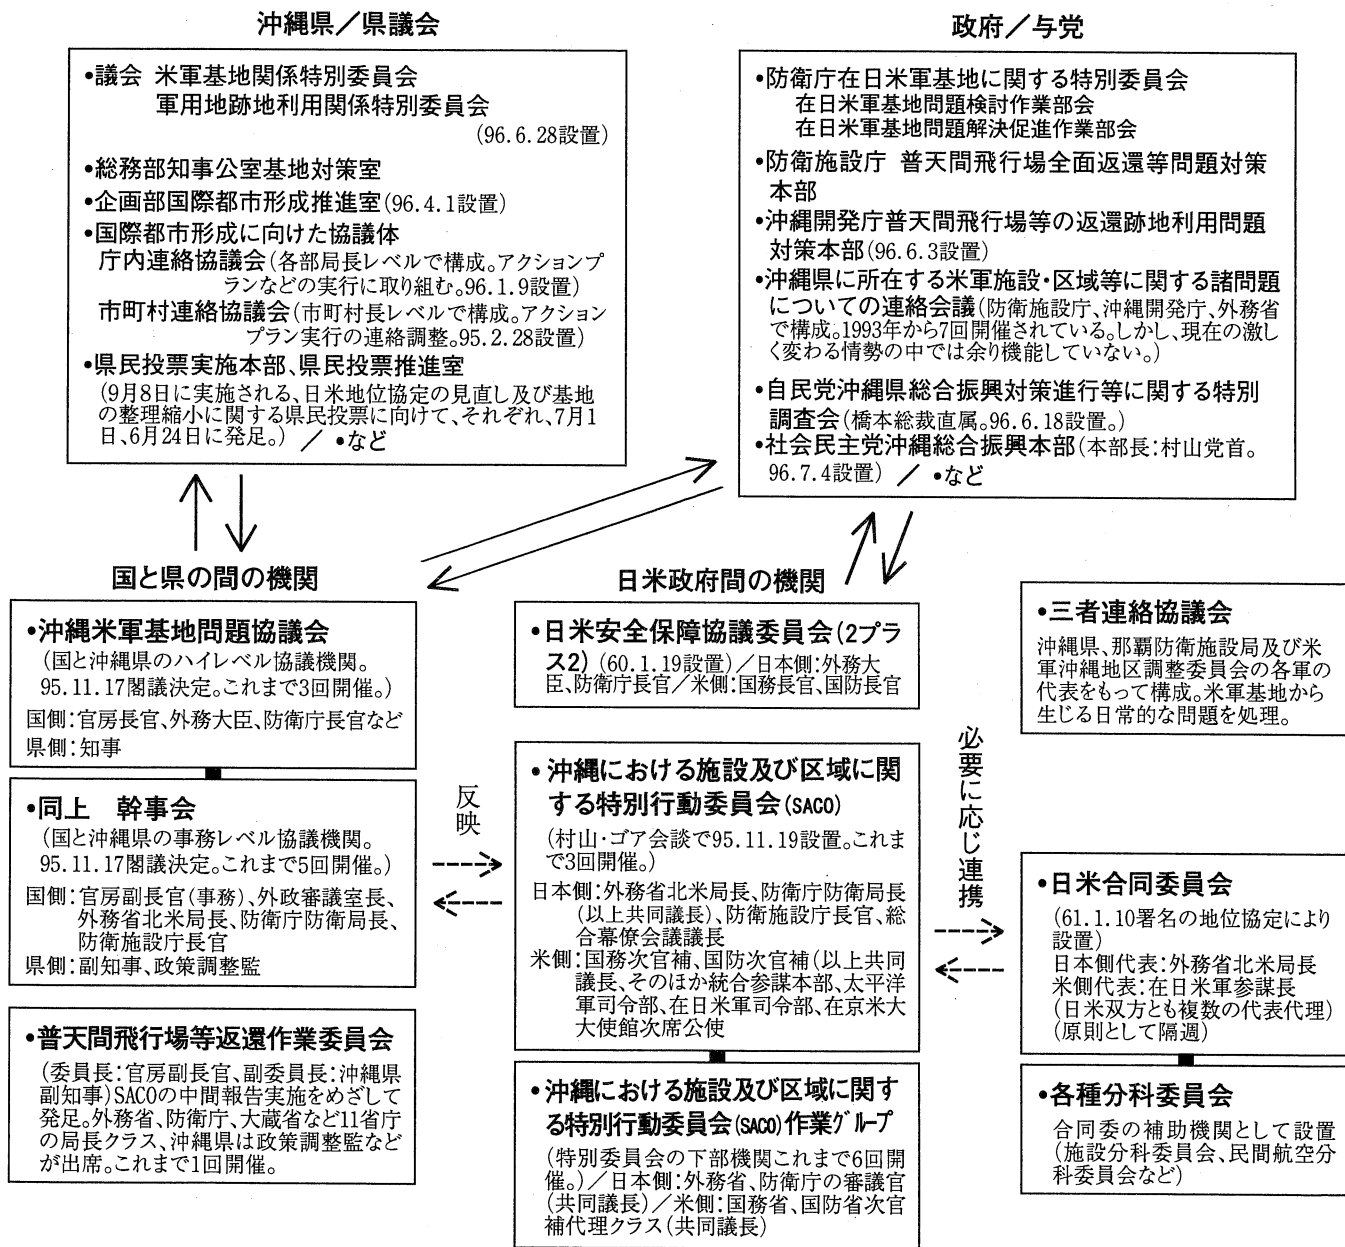 沖縄県／県議会
•議会 米軍基地関係特別委員会
軍用地跡地利用関係特別委員会
(96.6.28設置)
•総務部知事公室基地対策室
•企画部国際都市形成推進室(96.4.1設置)
•国際都市形成に向けた協議体
庁内連絡協議会(各部局長レベルで構成。アクションプ
ランなどの実行に取り組む。96.1.9設置)
市町村連絡協議会(市町村長レベルで構成。アクション
プラン実行の連絡調整。95.2.28設置)
•県民投票実施本部、県民投票推進室
(9月8日に実施される、日米地位協定の見直し及び基地
の整理縮小に関する県民投票に向けて、それぞれ、7月1
日、6月24日に発足。) ／ •など
政府／与党
•防衛庁在日米軍基地に関する特別委員会
在日米軍基地問題検討作業部会
在日米軍基地問題解決促進作業部会
•防衛施設庁 普天間飛行場全面返還等問題対策
本部
•沖縄開発庁普天間飛行場等の返還跡地利用問題
対策本部(96.6.3設置)
•沖縄県に所在する米軍施設・区域等に関する諸問題
についての連絡会議(防衛施設庁、沖縄開発庁、外務省
で構成。1993年から7回開催されている。しかし、現在の激し
く変わる情勢の中では余り機能していない。)
•自民党沖縄県総合振興対策進行等に関する特別
調査会(橋本総裁直属。96.6.18設置。)
•社会民主党沖縄総合振興本部(本部長:村山党首。
96.7.4設置) ／ •など
国と県の間の機関
•沖縄米軍基地問題協議会
(国と沖縄県のハイレベル協議機関。
95.11.17閣議決定。これまで3回開催。)
国側:官房長官、外務大臣、防衛庁長官など
県側:知事
•同上 幹事会
(国と沖縄県の事務レベル協議機関。
95.11.17閣議決定。これまで5回開催。)
国側:官房副長官(事務)、外政審議室長、
外務省北米局長、防衛庁防衛局長、
防衛施設庁長官
県側:副知事、政策調整監
•普天間飛行場等返還作業委員会
(委員長:官房副長官、副委員長:沖縄県
副知事)SACOの中間報告実施をめざして
発足。外務省、防衛庁、大蔵省など11省庁
の局長クラス、沖縄県は政策調整監など
が出席。これまで1回開催。
反映
日米政府間の機関
•日米安全保障協議委員会(2プラ
ス2) (60.1.19設置)／日本側:外務大
臣、防衛庁長官／米側:国務長官、国防長官
•沖縄における施設及び区域に関
する特別行動委員会(SACO)
(村山・ゴア会談で95.11.19設置。これま
で3回開催。)
日本側:外務省北米局長、防衛庁防衛局長
(以上共同議長)、防衛施設庁長官、総
合幕僚会議議長
米側:国務次官補、国防次官補(以上共同
議長、そのほか統合参謀本部、太平洋
軍司令部、在日米軍司令部、在京米大
大使館次席公使
•沖縄における施設及び区域に関す
る特別行動委員会(SACO)作業グループ
(特別委員会の下部機関これまで6回開
催。)／日本側:外務省、防衛庁の審議官
(共同議長)／米側:国務省、国防省次官
補代理クラス(共同議長)
必要に応じ連携
•三者連絡協議会
沖縄県、那覇防衛施設局及び米
軍沖縄地区調整委員会の各軍の
代表をもって構成。米軍基地から
生じる日常的な問題を処理。
•日米合同委員会
(61.1.10署名の地位協定により
設置)
日本側代表:外務省北米局長
米側代表:在日米軍参謀長
(日米双方とも複数の代表代理)
(原則として隔週)
•各種分科委員会
合同委の補助機関として設置
(施設分科委員会、民間航空分
科委員会など)